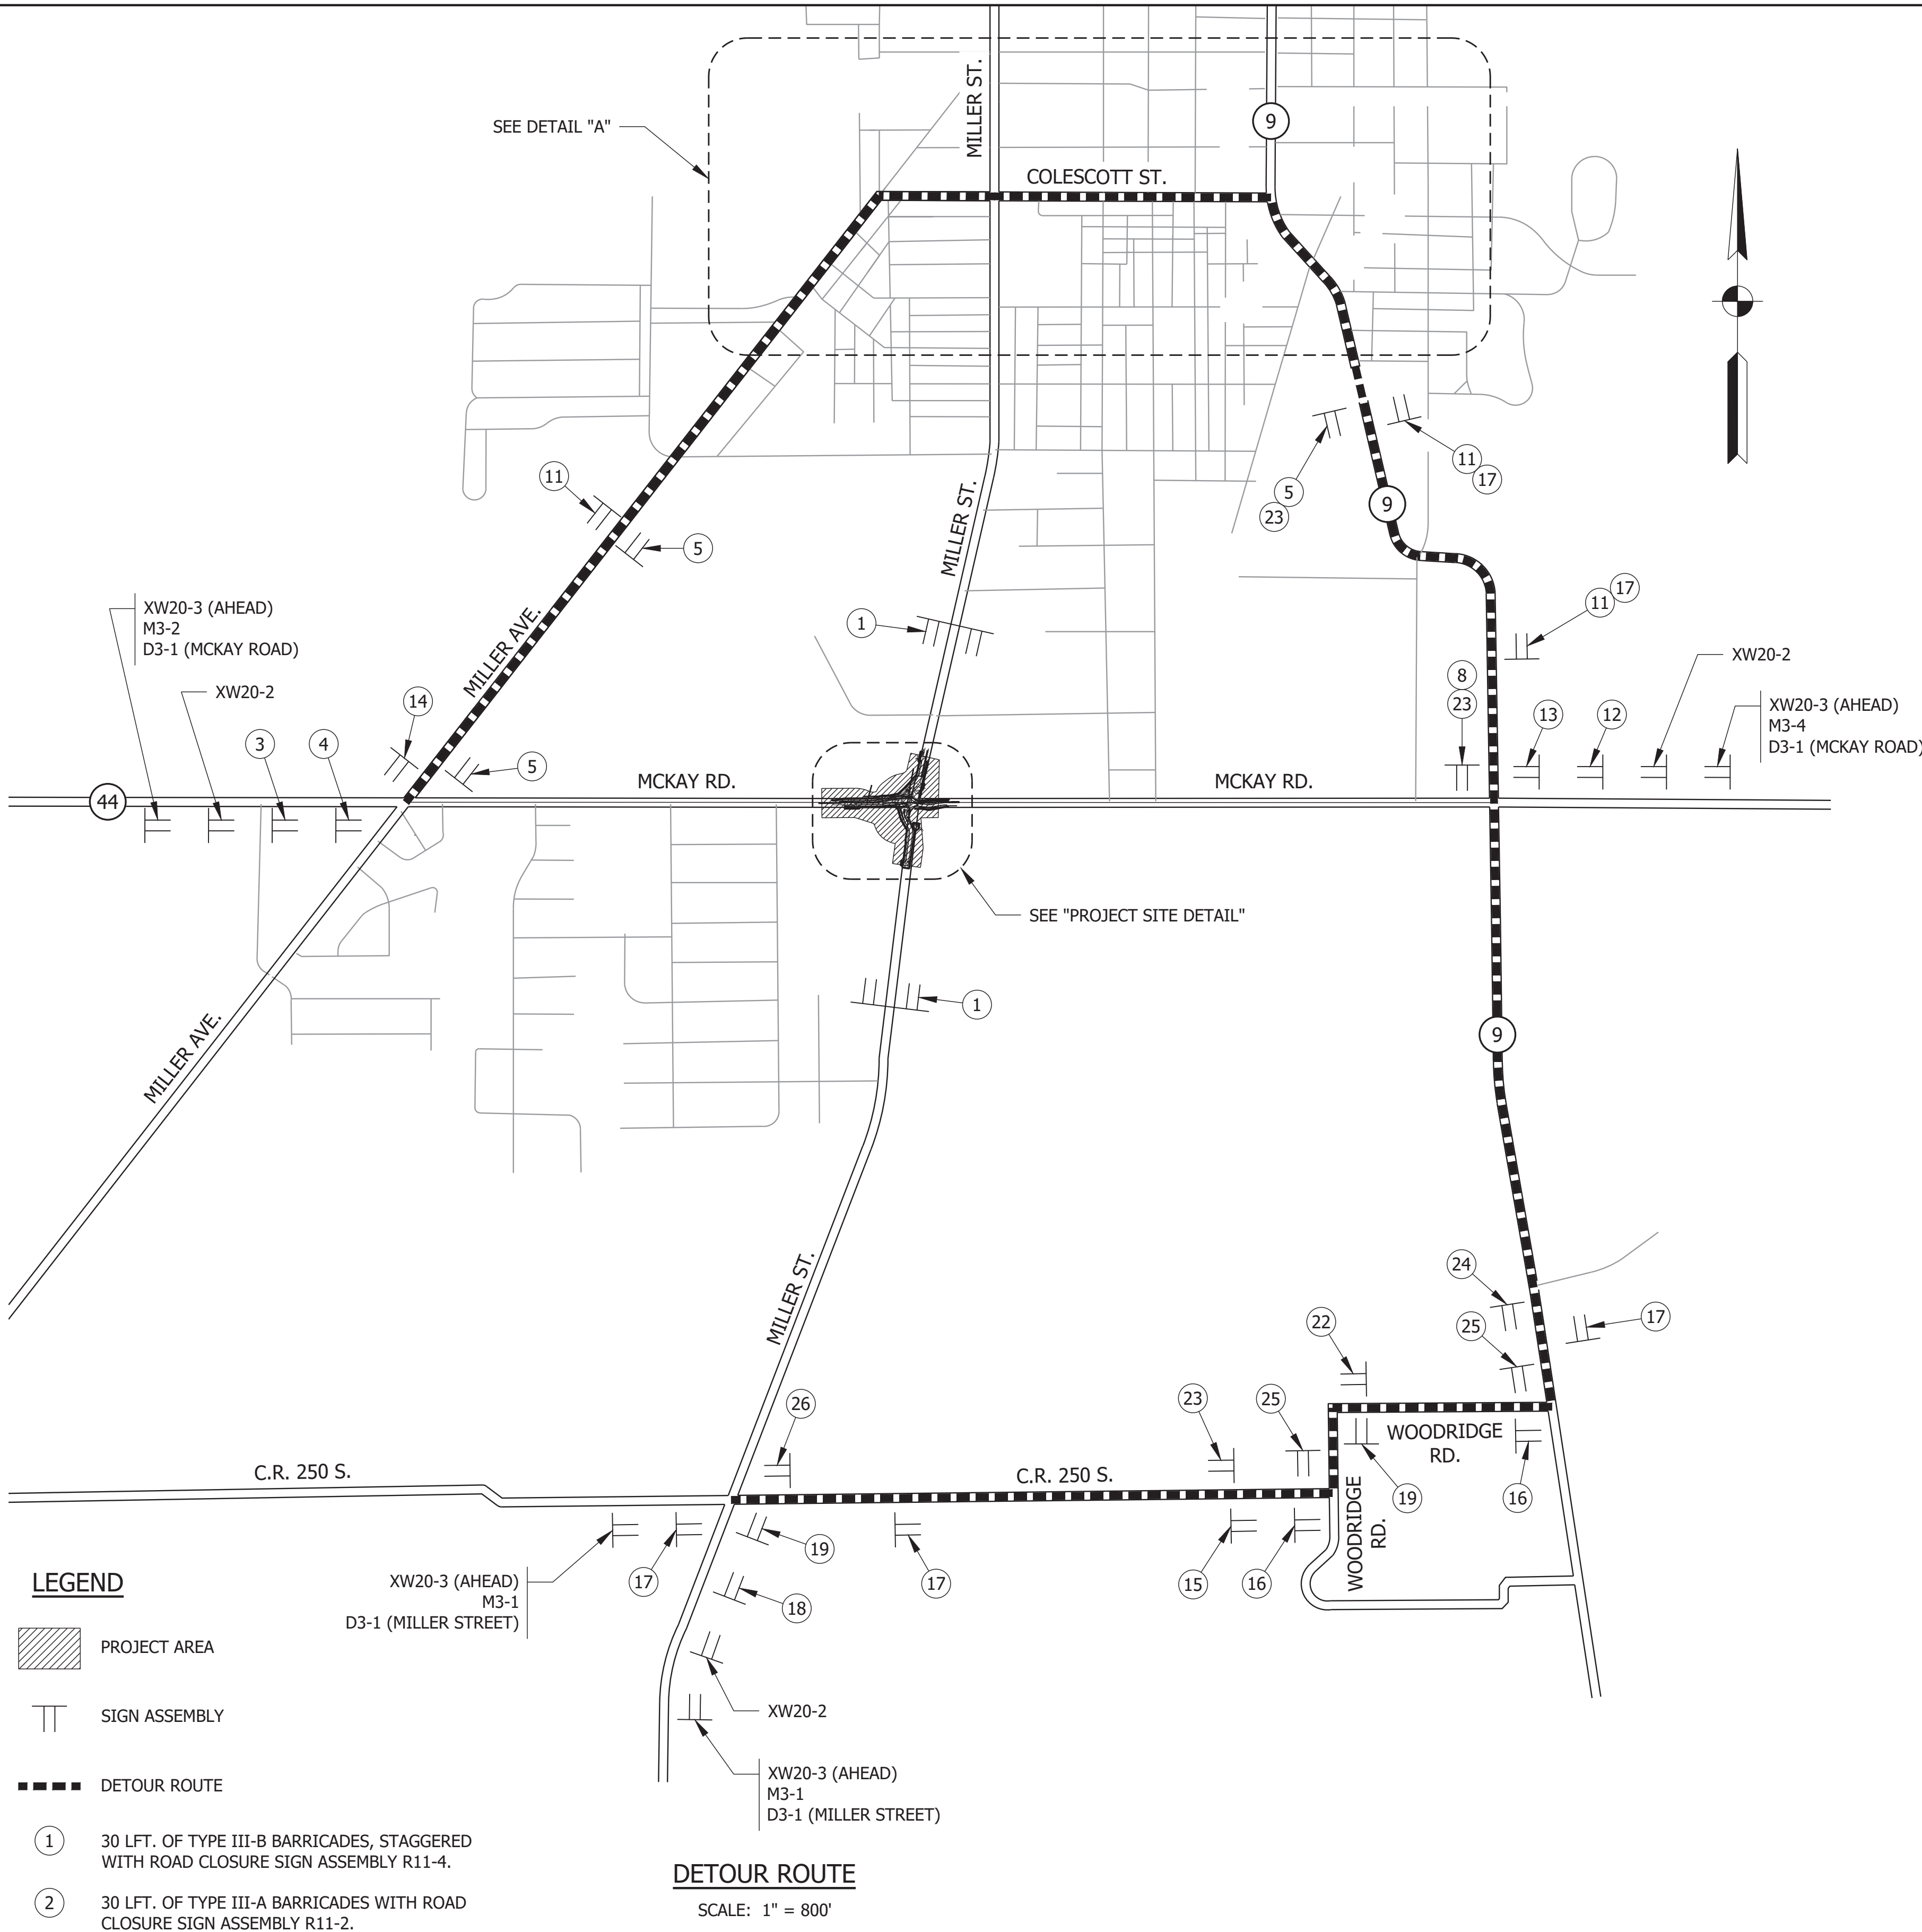 SEE DETAIL "A"
MILLER ST.
9
COLESCOTT ST.
11
5
11
17
5
23
9
MILLER ST.
MILLER AVE.
1
XW20-3 (AHEAD)
M3-2
D3-1 (MCKAY ROAD)
XW20-2
14
3
4
5
44
MCKAY RD.
MCKAY RD.
17
11
8
23
13
12
XW20-2
XW20-3 (AHEAD)
M3-4
D3-1 (MCKAY ROAD)
SEE "PROJECT SITE DETAIL"
1
9
MILLER AVE.
MILLER ST.
24
25
17
22
26
23
25
WOODRIDGE
RD.
C.R. 250 S.
C.R. 250 S.
WOODRIDGE
RD.
19
16
19
17
17
15
16
18
XW20-3 (AHEAD)
M3-1
D3-1 (MILLER STREET)
XW20-2
XW20-3 (AHEAD)
M3-1
D3-1 (MILLER STREET)
LEGEND
PROJECT AREA
SIGN ASSEMBLY
DETOUR ROUTE
1
30 LFT. OF TYPE III-B BARRICADES, STAGGERED
WITH ROAD CLOSURE SIGN ASSEMBLY R11-4.
2
30 LFT. OF TYPE III-A BARRICADES WITH ROAD
CLOSURE SIGN ASSEMBLY R11-2.
DETOUR ROUTE
SCALE: 1" = 800'